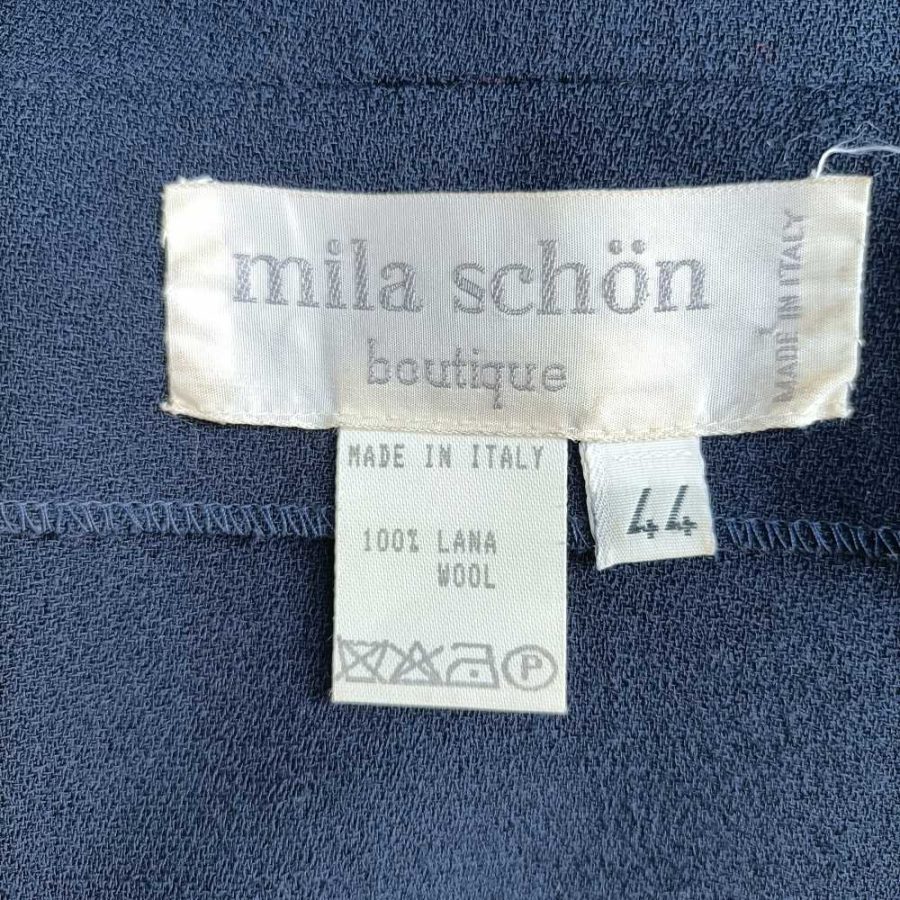 mila schön
boutique
MADE IN ITALY
MADE IN ITALY
100% LANA
WOOL
P
44